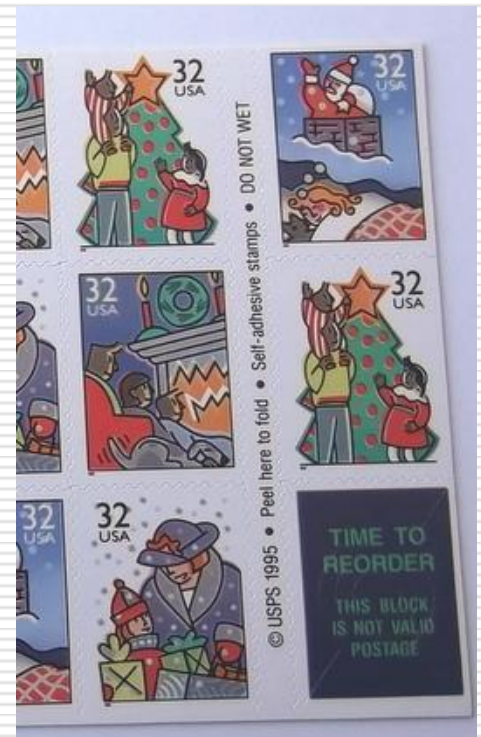 32
USA
32
USA
32
USA
32
USA
32
USA
32
USA
© USPS 1995 • Peel here to fold • Self-adhesive stamps • DO NOT WET
TIME TO
REORDER
THIS BLOCK
IS NOT VALID
POSTAGE